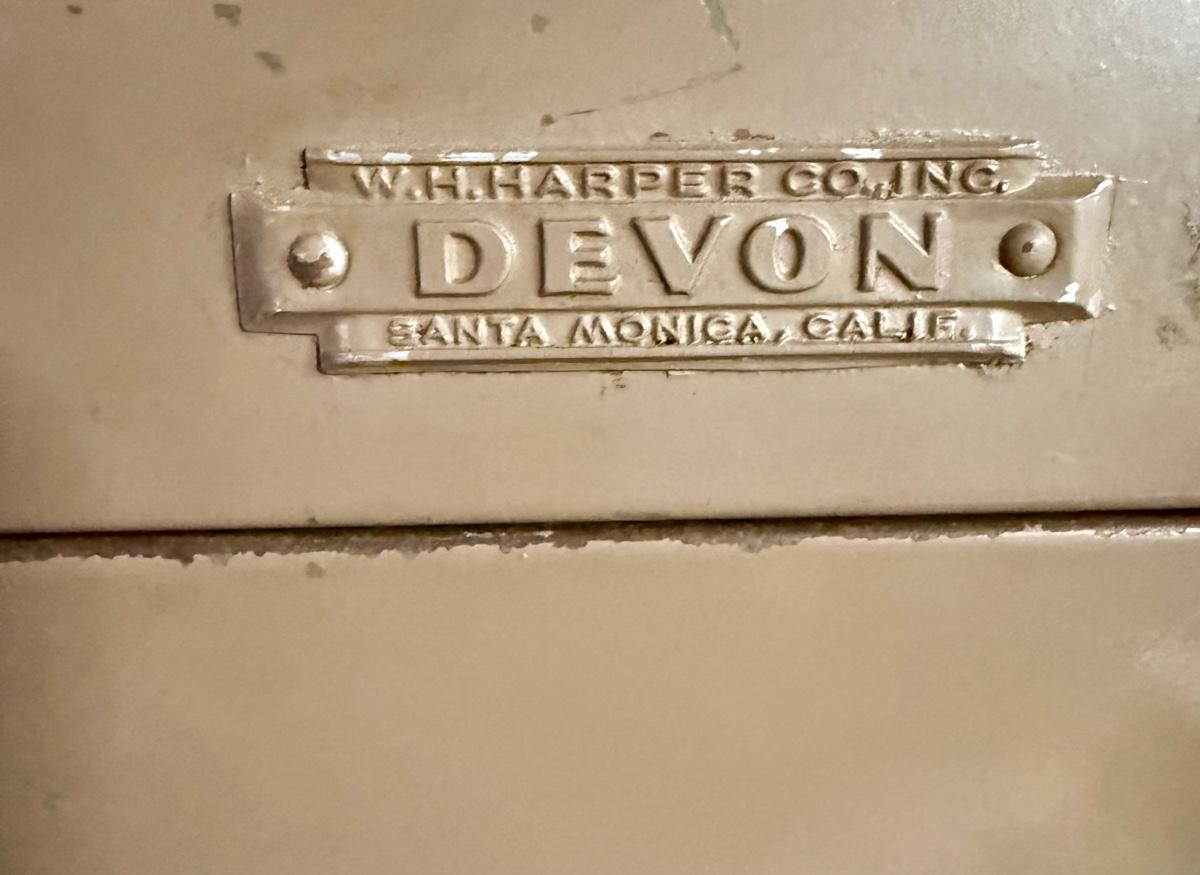 W.H.HARPER CO.,INC.
DEVON
SANTA MONICA, CALIF.